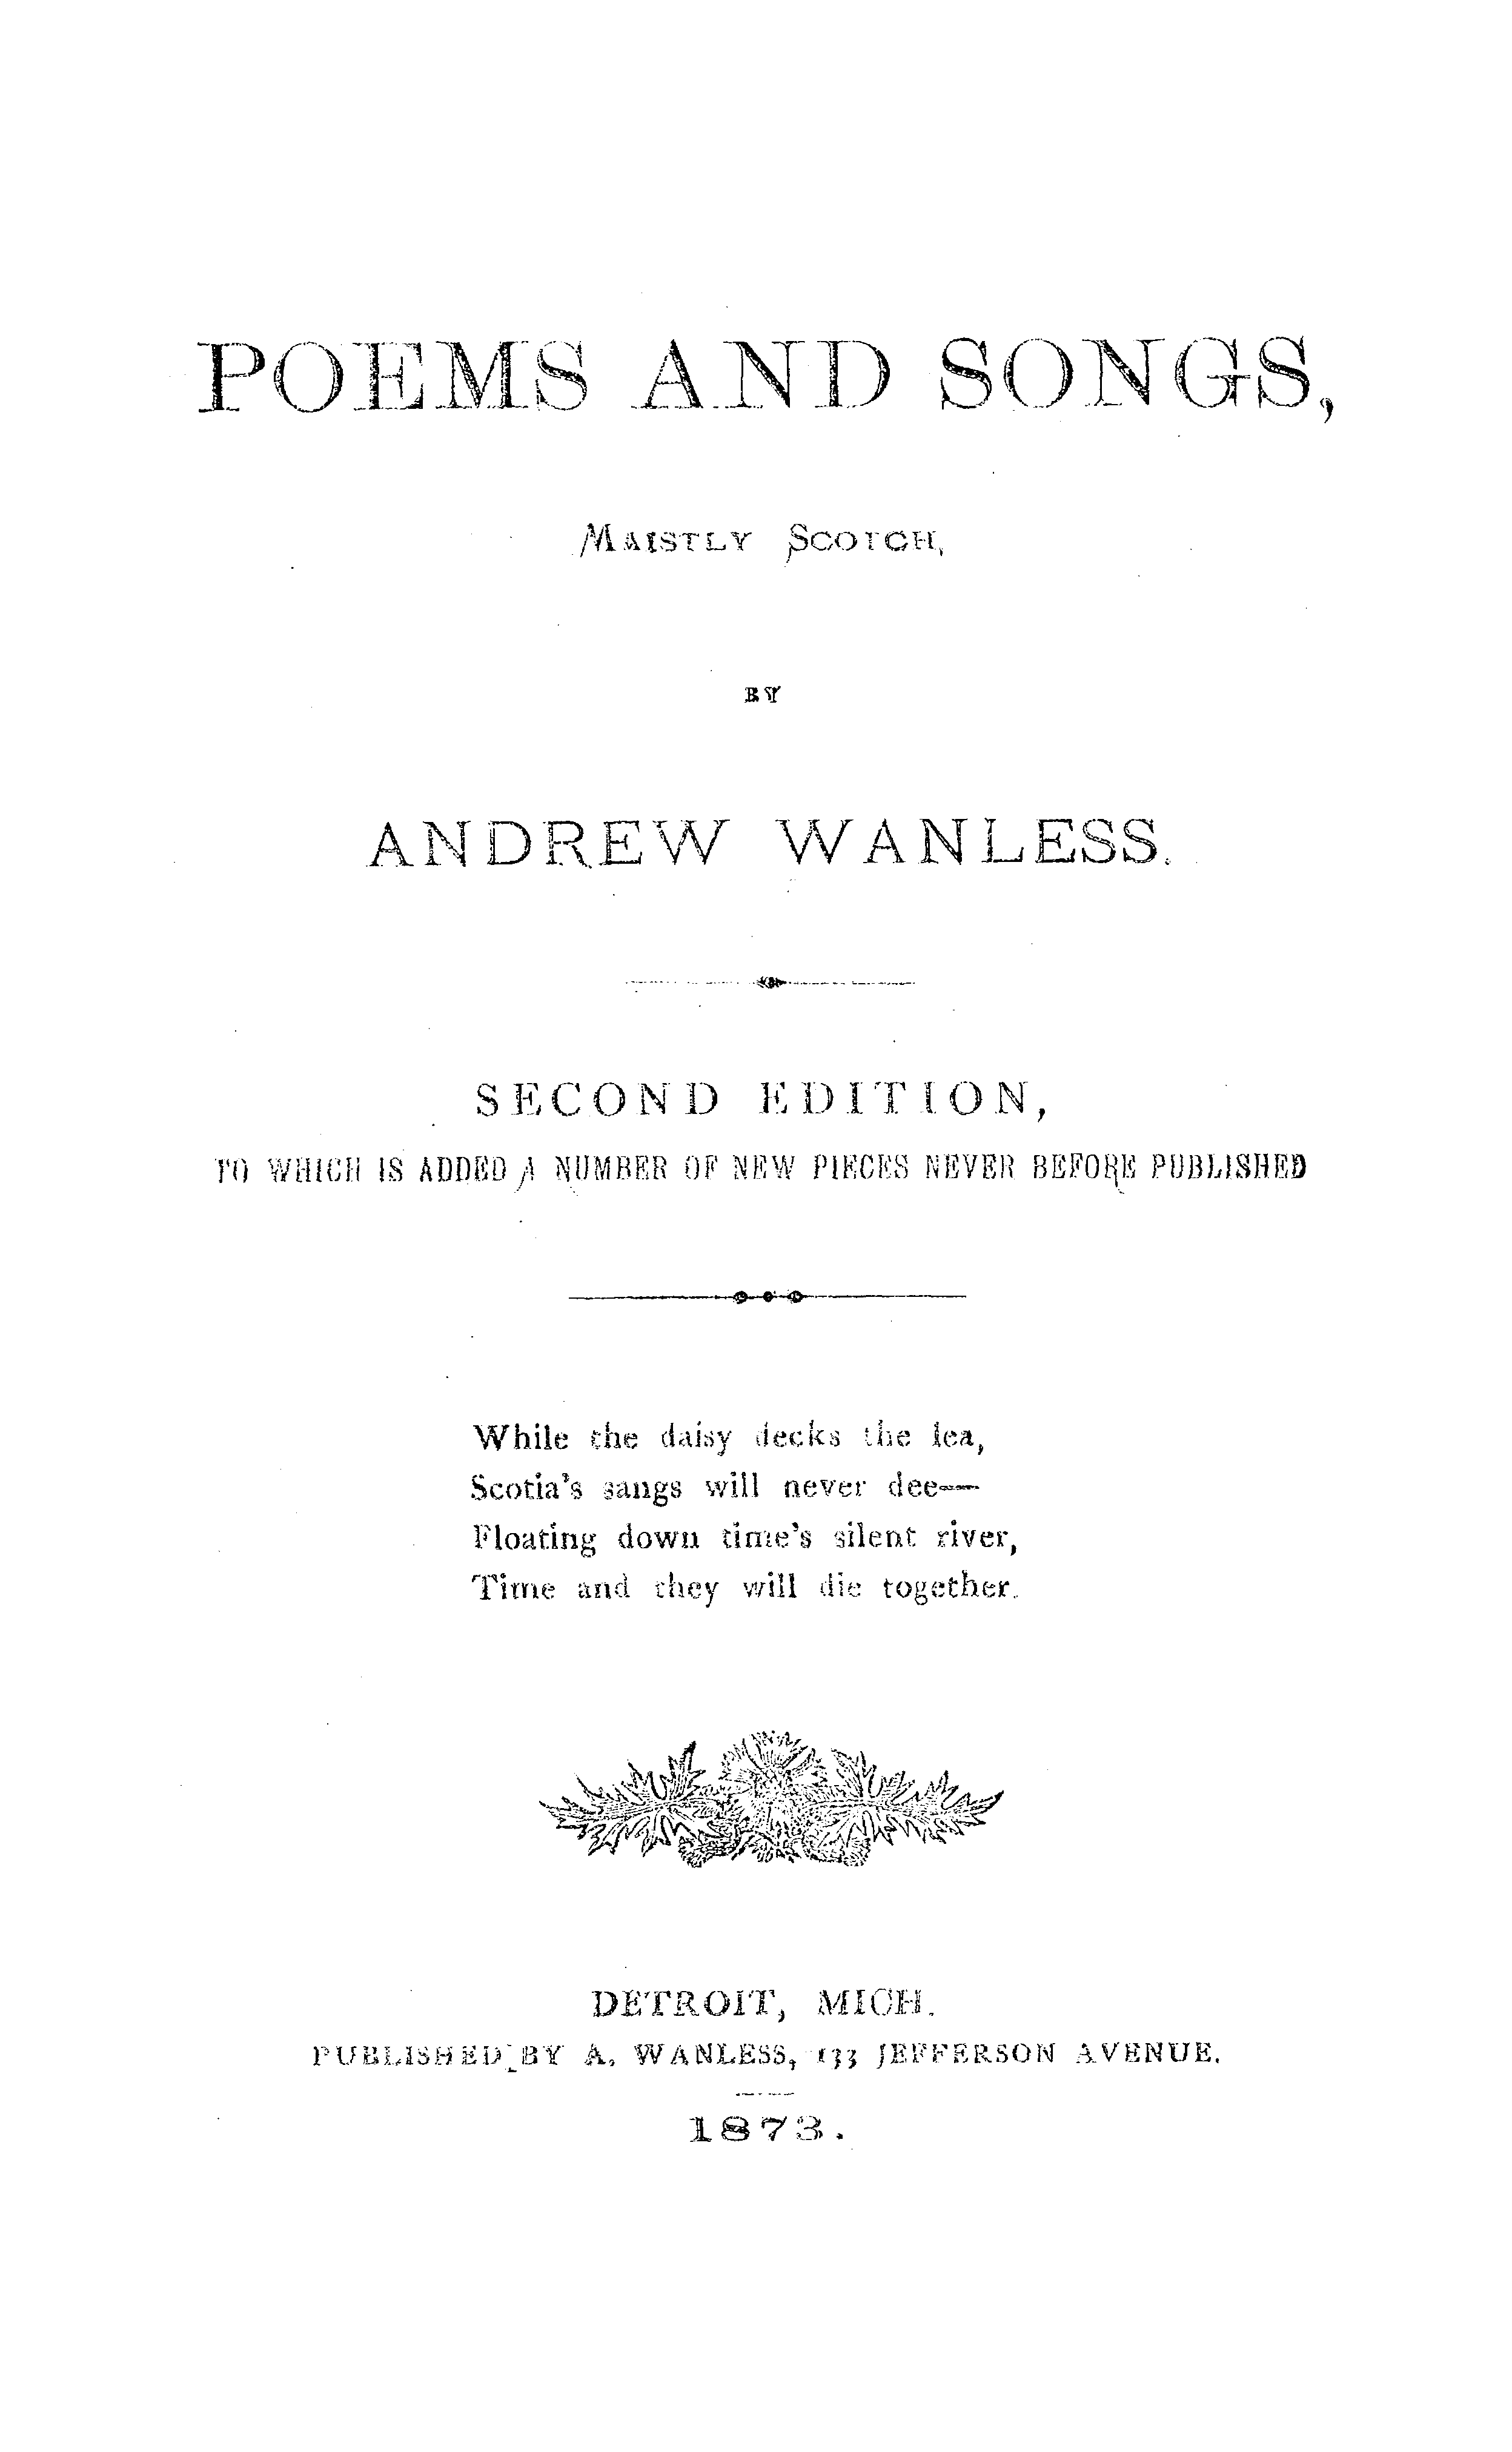 POEMS AND SONGS,
MAISTLY SCOTCH,
BY
ANDREW WANLESS.
SECOND EDITION,
TO WHICH IS ADDED A NUMBER OF NEW PIECES NEVER BEFORE PUBLISHED
While the daisy decks the lea,
Scotia's sangs will never dee—
Floating down time's silent river,
Time and they will die together.
DETROIT, MICH.
PUBLISHED BY A. WANLESS, 133 JEFFERSON AVENUE.
1873.